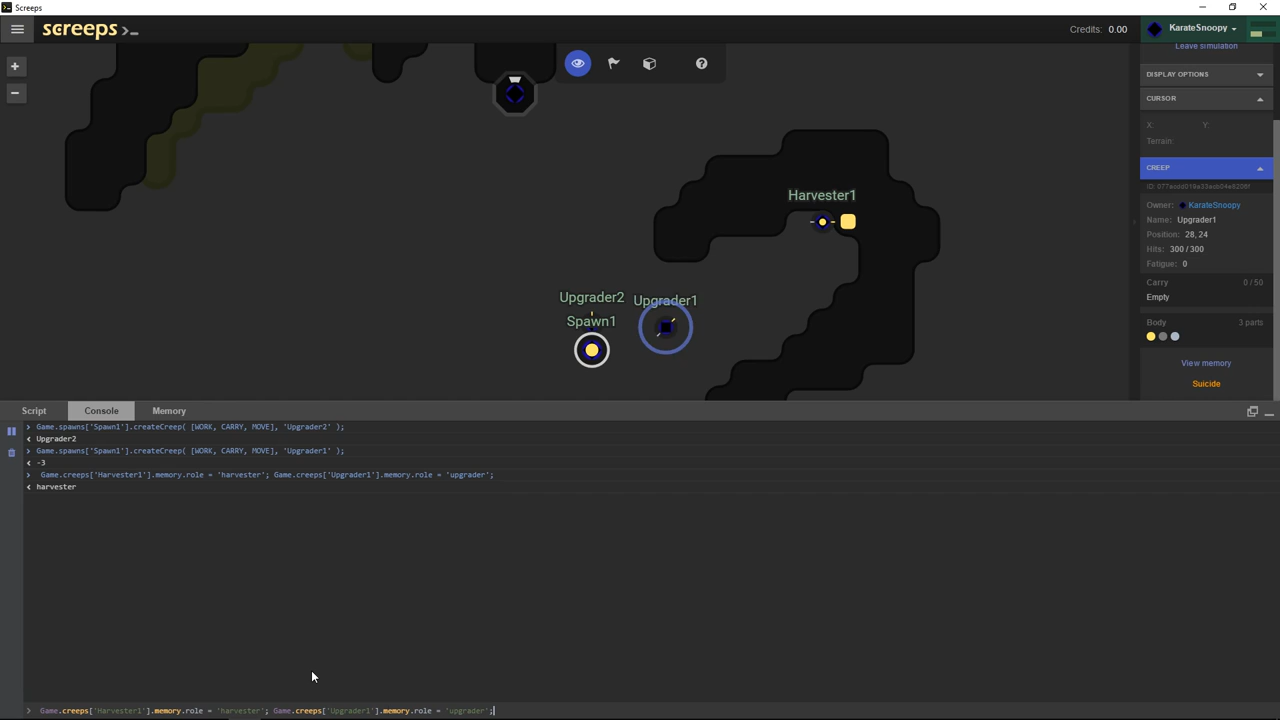 Screeps
screeps
Credits: 0.00
KarateSnoopy
Leave simulation
DISPLAY OPTIONS
CURSOR
X: Y:
Terrain:
CREEP
Owner: KarateSnoopy
Name: Upgrader1
Position: 28, 24
Hits: 300 / 300
Fatigue: 0
Carry 0 / 50
Empty
Body 3 parts
View memory
Suicide
Harvester1
Upgrader2 Upgrader1
Spawn1
Script Console Memory
Game.spawns['Spawn1'].createCreep( [WORK, CARRY, MOVE], 'Upgrader2' );
Upgrader2
Game.spawns['Spawn1'].createCreep( [WORK, CARRY, MOVE], 'Upgrader1' );
-3
Game.creeps['Harvester1'].memory.role = 'harvester'; Game.creeps['Upgrader1'].memory.role = 'upgrader';
harvester
Game.creeps['Harvester1'].memory.role = 'harvester'; Game.creeps['Upgrader1'].memory.role = 'upgrader';